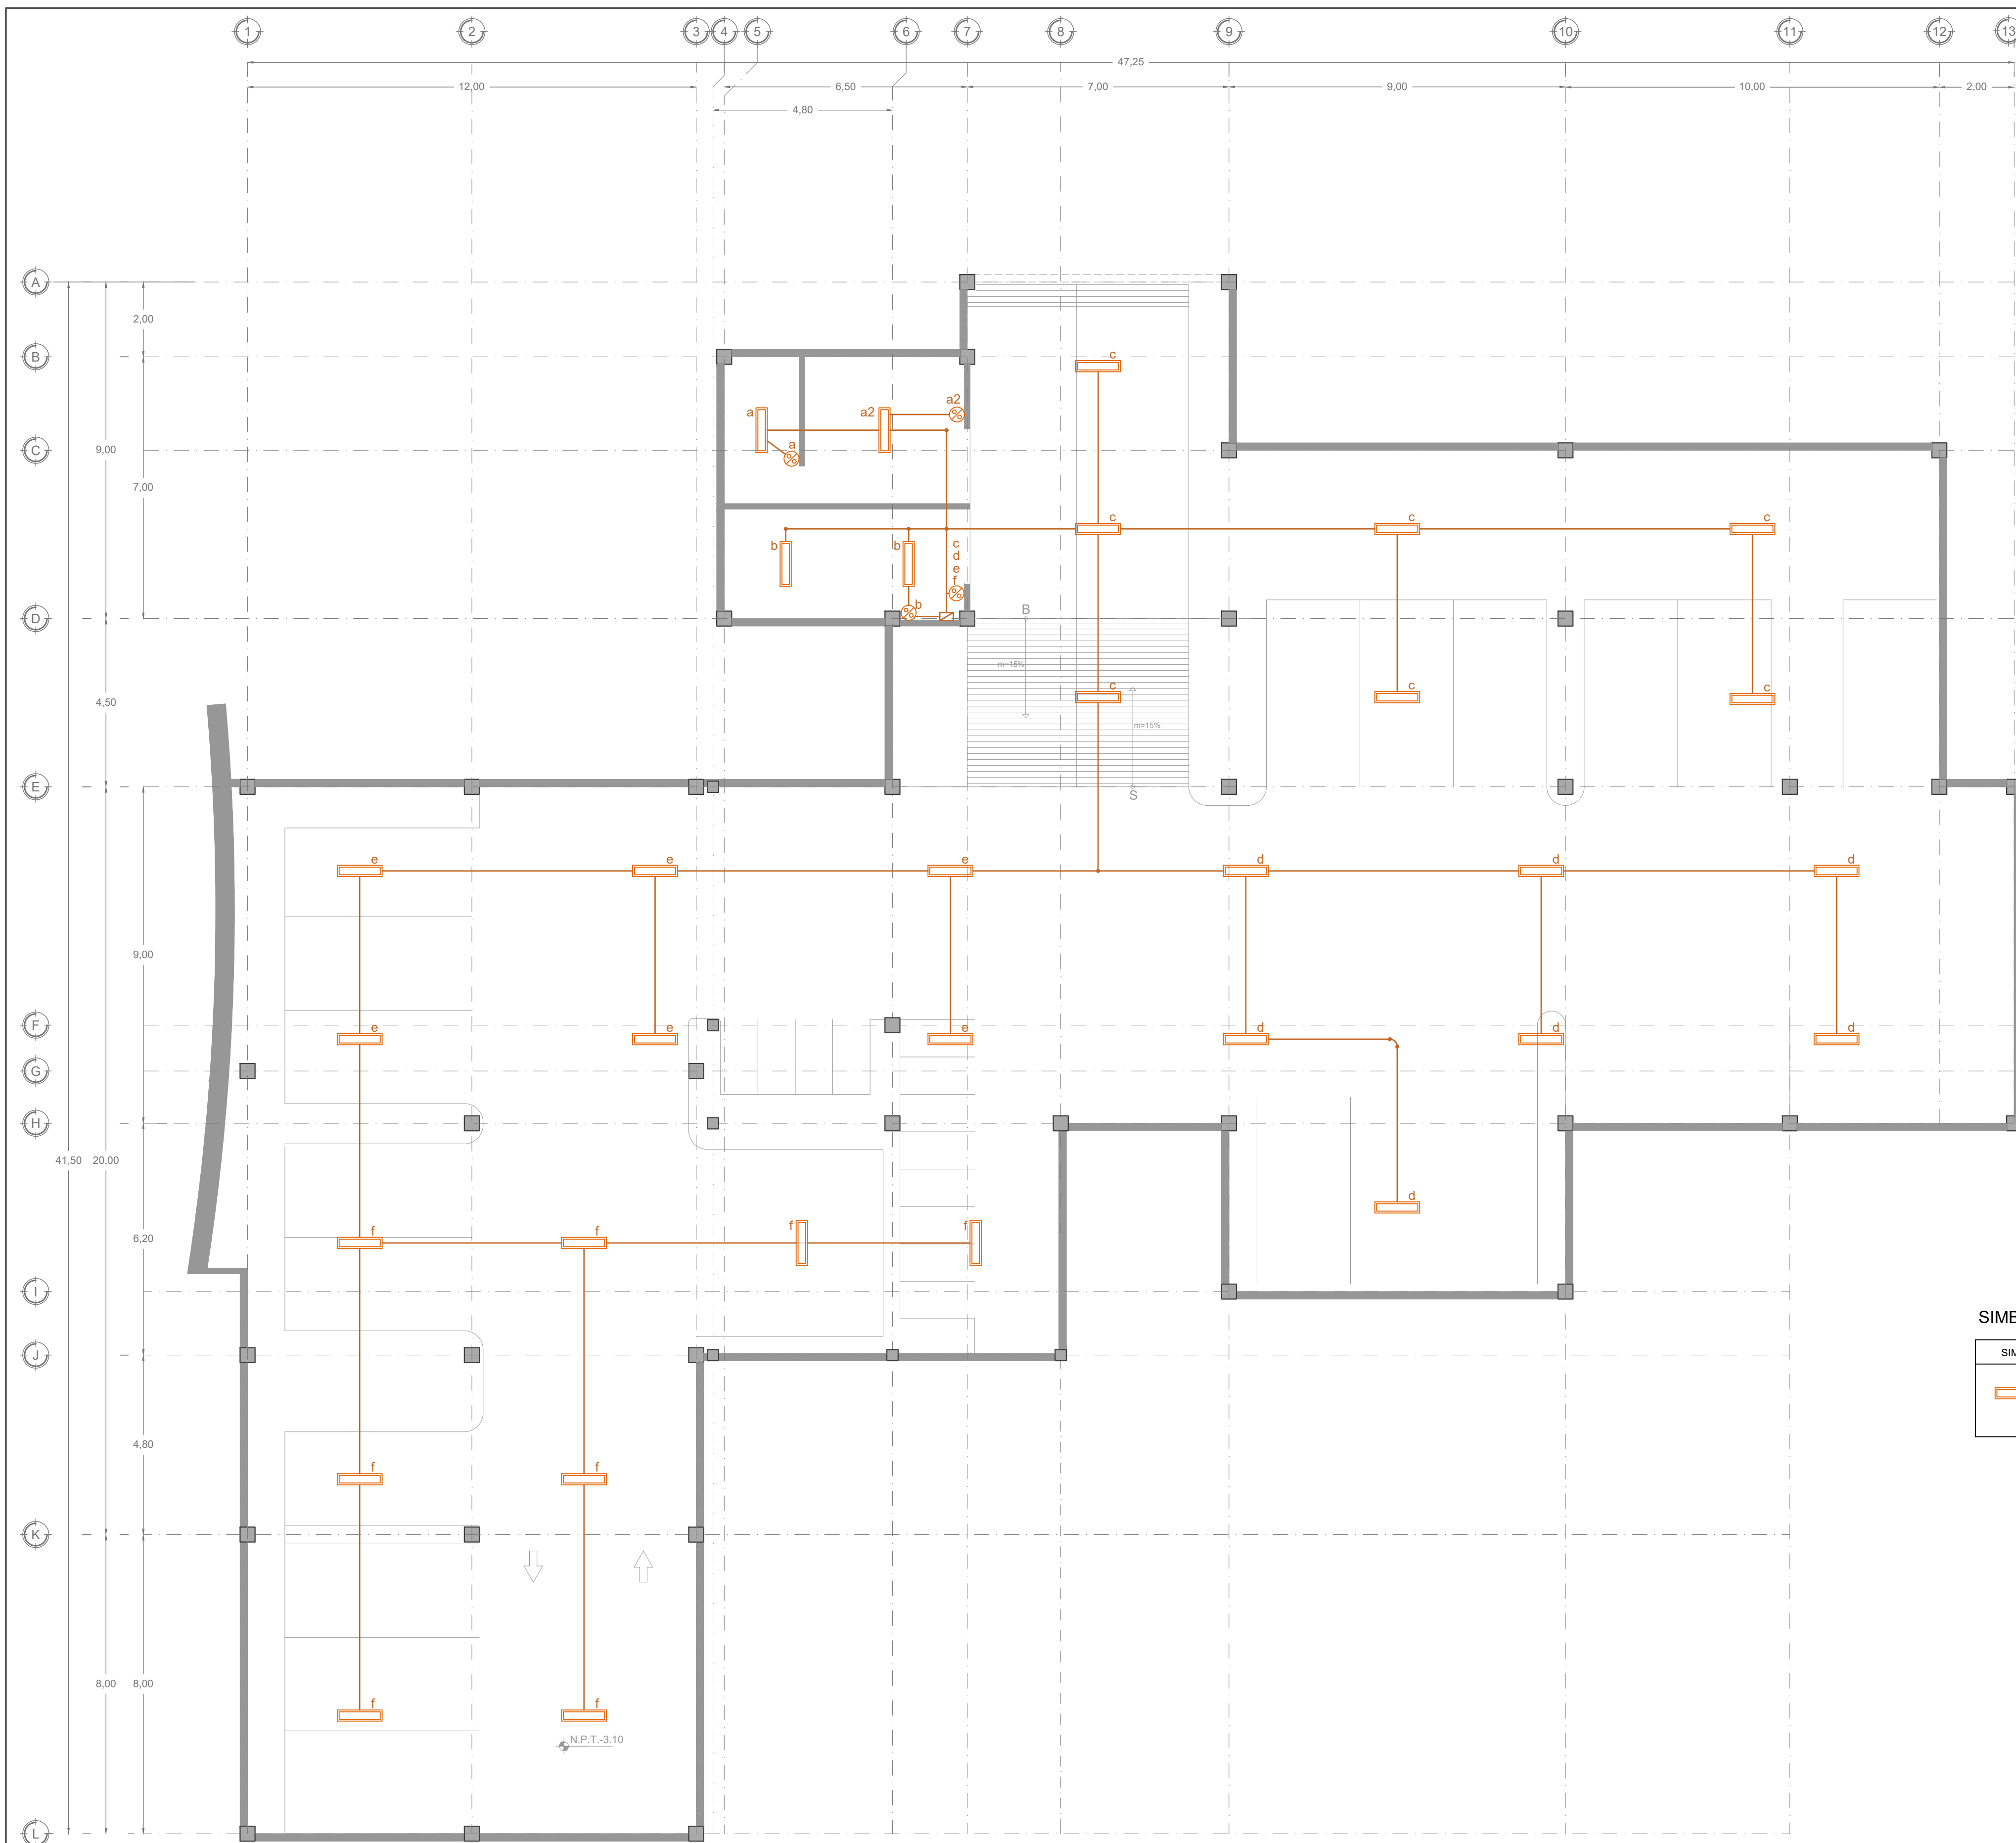 1 2 3 4 5 6 7 8 9 10 11 12 13
47,25
12,00 6,50 7,00 9,00 10,00 2,00
4,80
A
2,00
B
c
a a2 a2
a
C
9,00
7,00
c c c
b b c
d
e
f
b
D
B
m=15%
c c c
4,50
m=15%
E
S
e e e d d d
9,00
F
e e e d d d
G
H
41,50 20,00
d
f f f f
6,20
I
SIMB
J
SIM
4,80
f f
K
8,00 8,00
f f
N.P.T.-3.10
L